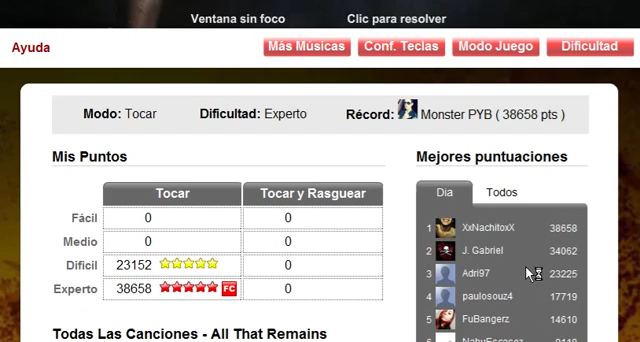 Ventana sin foco Clic para resolver
Ayuda Más Músicas Conf. Teclas Modo Juego Dificultad
Modo: Tocar Dificultad: Experto Récord: Monster PYB ( 38658 pts )
Mis Puntos
Tocar Tocar y Rasguear
Fácil 0 0
Medio 0 0
Dificil 23152 0
Experto 38658 FC 0
Todas Las Canciones - All That Remains
Mejores puntuaciones
Dia Todos
1 XxNachitoxX 38658
2 J. Gabriel 34062
3 Adri97 23225
4 paulosouz4 17719
5 FuBangerz 14610